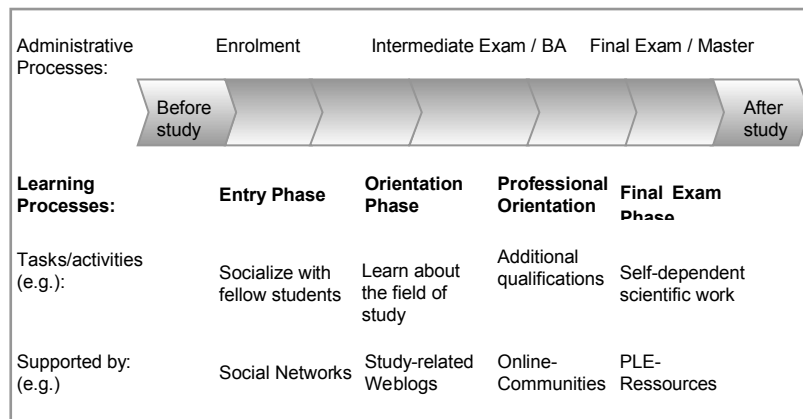 Administrative
Processes:
Enrolment
Intermediate Exam / BA
Final Exam / Master
Before
study
After
study
Learning
Processes:
Entry Phase
Orientation
Phase
Professional
Orientation
Final Exam
Phase
Tasks/activities
(e.g.):
Socialize with
fellow students
Learn about
the field of
study
Additional
qualifications
Self-dependent
scientific work
Supported by:
(e.g.)
Social Networks
Study-related
Weblogs
Online-
Communities
PLE-
Ressources